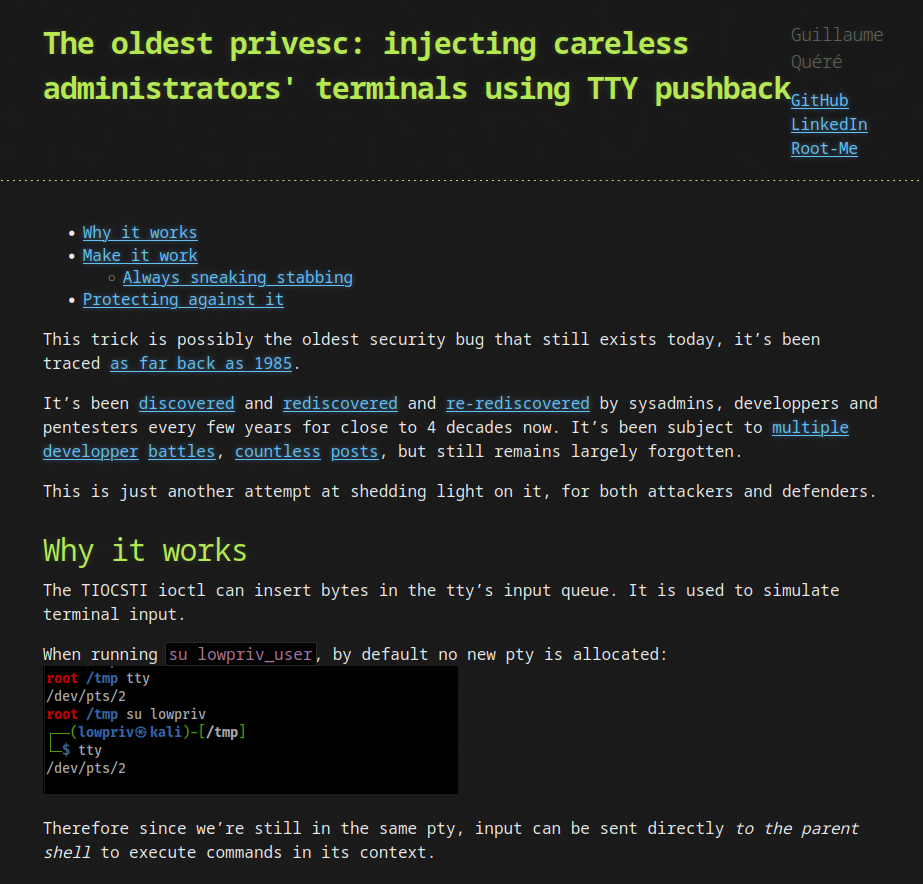 The oldest privesc: injecting careless
administrators' terminals using TTY pushback
Guillaume
Quéré
GitHub
LinkedIn
Root-Me
• Why it works
• Make it work
○ Always sneaking stabbing
• Protecting against it
This trick is possibly the oldest security bug that still exists today, it’s been
traced as far back as 1985.
It’s been discovered and rediscovered and re-rediscovered by sysadmins, developpers and
pentesters every few years for close to 4 decades now. It’s been subject to multiple
developper battles, countless posts, but still remains largely forgotten.
This is just another attempt at shedding light on it, for both attackers and defenders.
Why it works
The TIOCSTI ioctl can insert bytes in the tty’s input queue. It is used to simulate
terminal input.
When running su lowpriv_user, by default no new pty is allocated:
root /tmp tty
/dev/pts/2
root /tmp su lowpriv
┌──(lowpriv㉿kali)-[/tmp]
└─$ tty
/dev/pts/2
Therefore since we’re still in the same pty, input can be sent directly to the parent
shell to execute commands in its context.